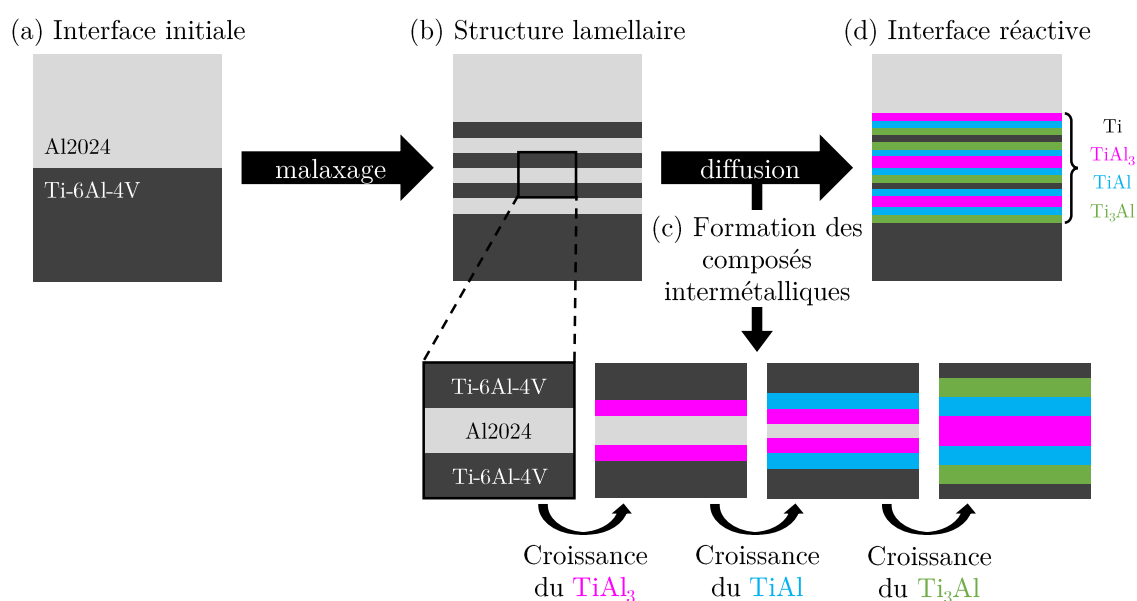 (a) Interface initiale
(b) Structure lamellaire
(d) Interface réactive
Al2024
Ti-6Al-4V
malaxage
diffusion
Ti
TiAl₃
TiAl
Ti₃Al
(c) Formation des
composés
intermétalliques
Ti-6Al-4V
Al2024
Ti-6Al-4V
Croissance
du TiAl₃
Croissance
du TiAl
Croissance
du Ti₃Al